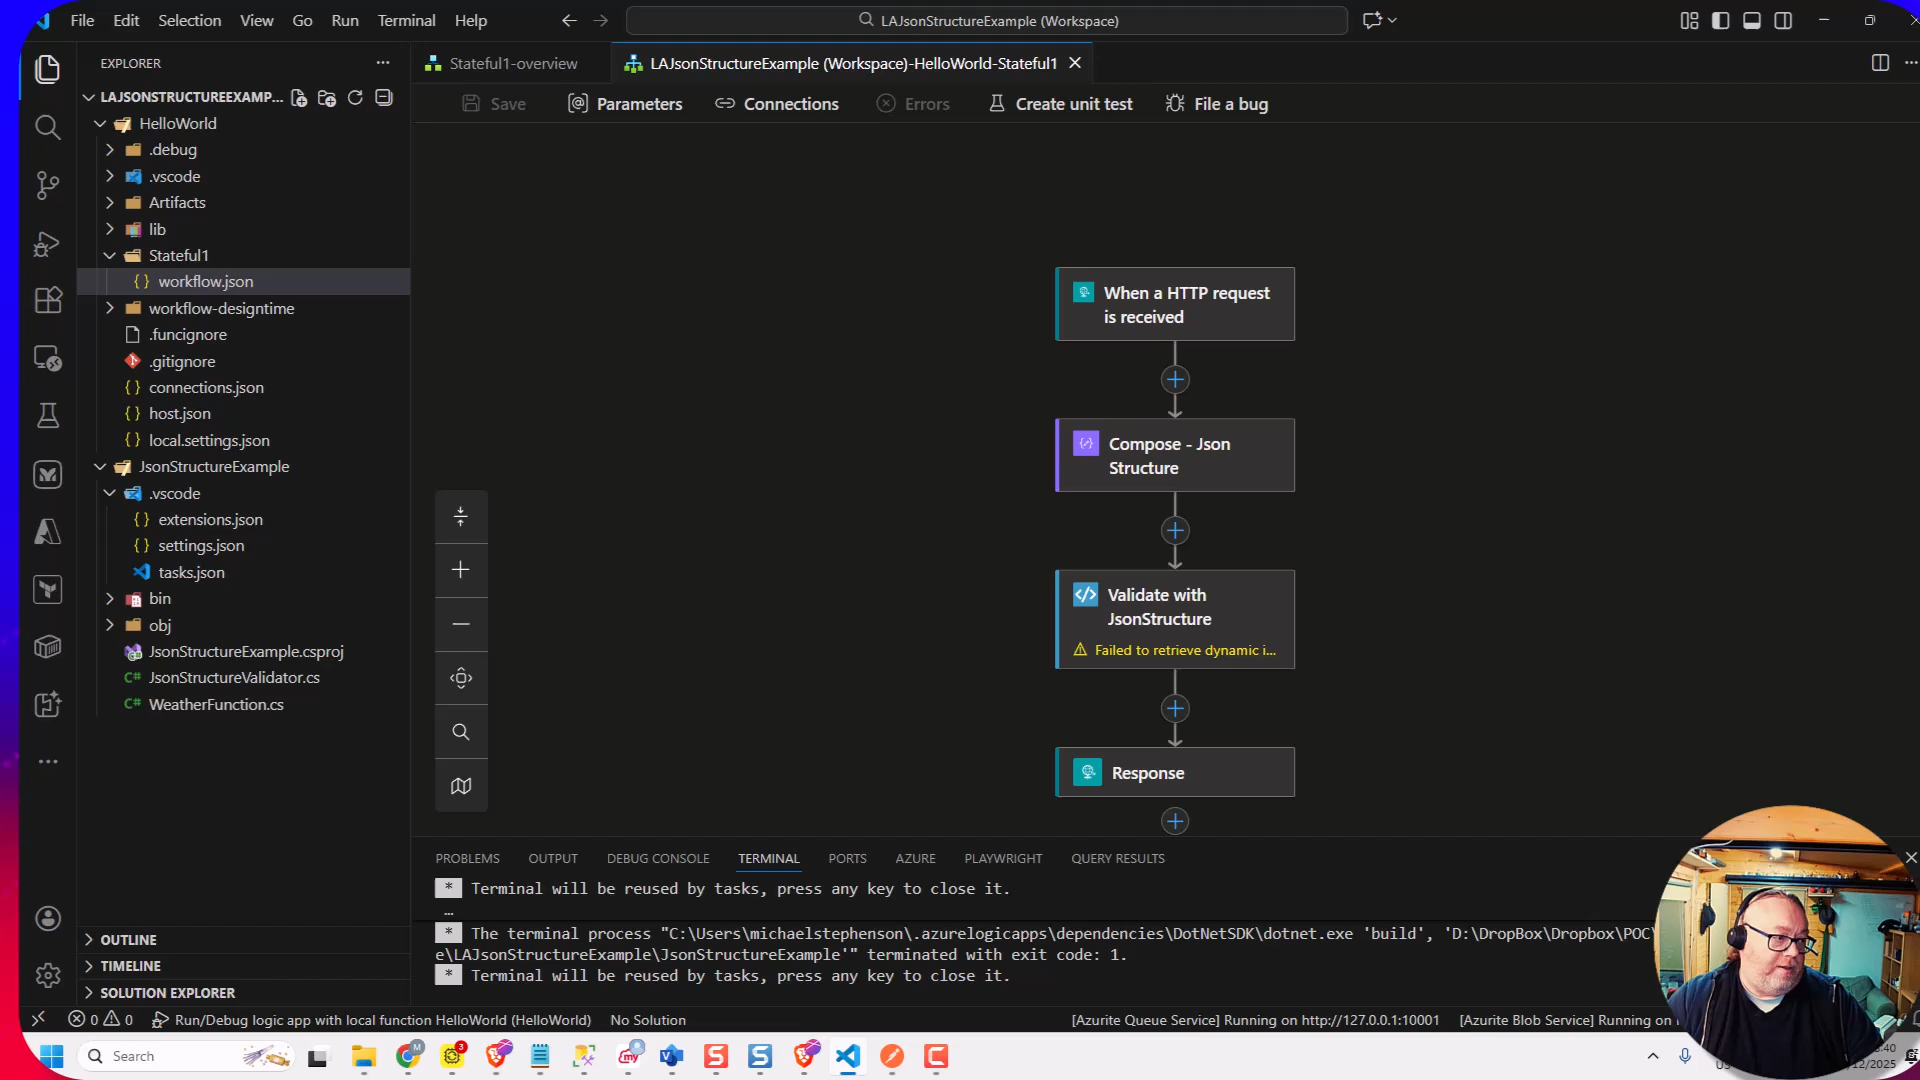 File Edit Selection View Go Run Terminal Help
LAJsonStructureExample (Workspace)
EXPLORER
Stateful1-overview
LAJsonStructureExample (Workspace)-HelloWorld-Stateful1
LAJSONSTRUCTUREEXAMP...
Save
Parameters
Connections
Errors
Create unit test
File a bug
HelloWorld
.debug
.vscode
Artifacts
lib
Stateful1
workflow.json
workflow-designtime
.funcignore
.gitignore
connections.json
host.json
local.settings.json
JsonStructureExample
.vscode
extensions.json
settings.json
tasks.json
bin
obj
JsonStructureExample.csproj
JsonStructureValidator.cs
WeatherFunction.cs
When a HTTP request
is received
Compose - Json
Structure
Validate with
JsonStructure
Failed to retrieve dynamic i...
Response
PROBLEMS OUTPUT DEBUG CONSOLE TERMINAL PORTS AZURE PLAYWRIGHT QUERY RESULTS
* Terminal will be reused by tasks, press any key to close it.
...
* The terminal process "C:\Users\michaelstephenson\.azurelogicapps\dependencies\DotNetSDK\dotnet.exe 'build', 'D:\DropBox\Dropbox\POC\
e\LAJsonStructureExample\JsonStructureExample'" terminated with exit code: 1.
* Terminal will be reused by tasks, press any key to close it.
OUTLINE
TIMELINE
SOLUTION EXPLORER
0 0 Run/Debug logic app with local function HelloWorld (HelloWorld) No Solution [Azurite Queue Service] Running on http://127.0.0.1:10001 [Azurite Blob Service] Running on
Search